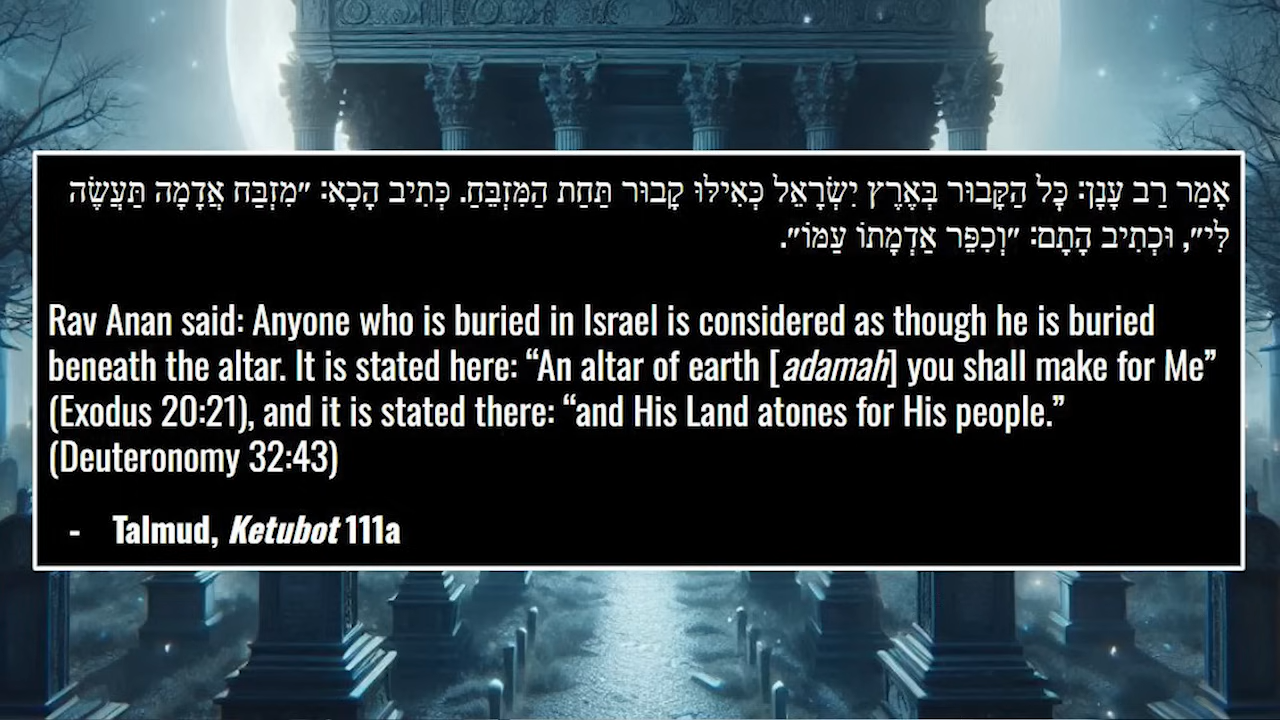 אָמַר רַב עָנָן: כׇּל הַקָּבוּר בְּאֶרֶץ יִשְׂרָאֵל כְּאִילּוּ קָבוּר תַּחַת הַמִּזְבֵּחַ. כְּתִיב הָכָא: ״מִזְבַּח אֲדָמָה תַּעֲשֶׂה
לִּי״, וּכְתִיב הָתָם: ״וְכִפֵּר אַדְמָתוֹ עַמּוֹ״.
Rav Anan said: Anyone who is buried in Israel is considered as though he is buried
beneath the altar. It is stated here: “An altar of earth [adamah] you shall make for Me”
(Exodus 20:21), and it is stated there: “and His Land atones for His people.”
(Deuteronomy 32:43)
- Talmud, Ketubot 111a